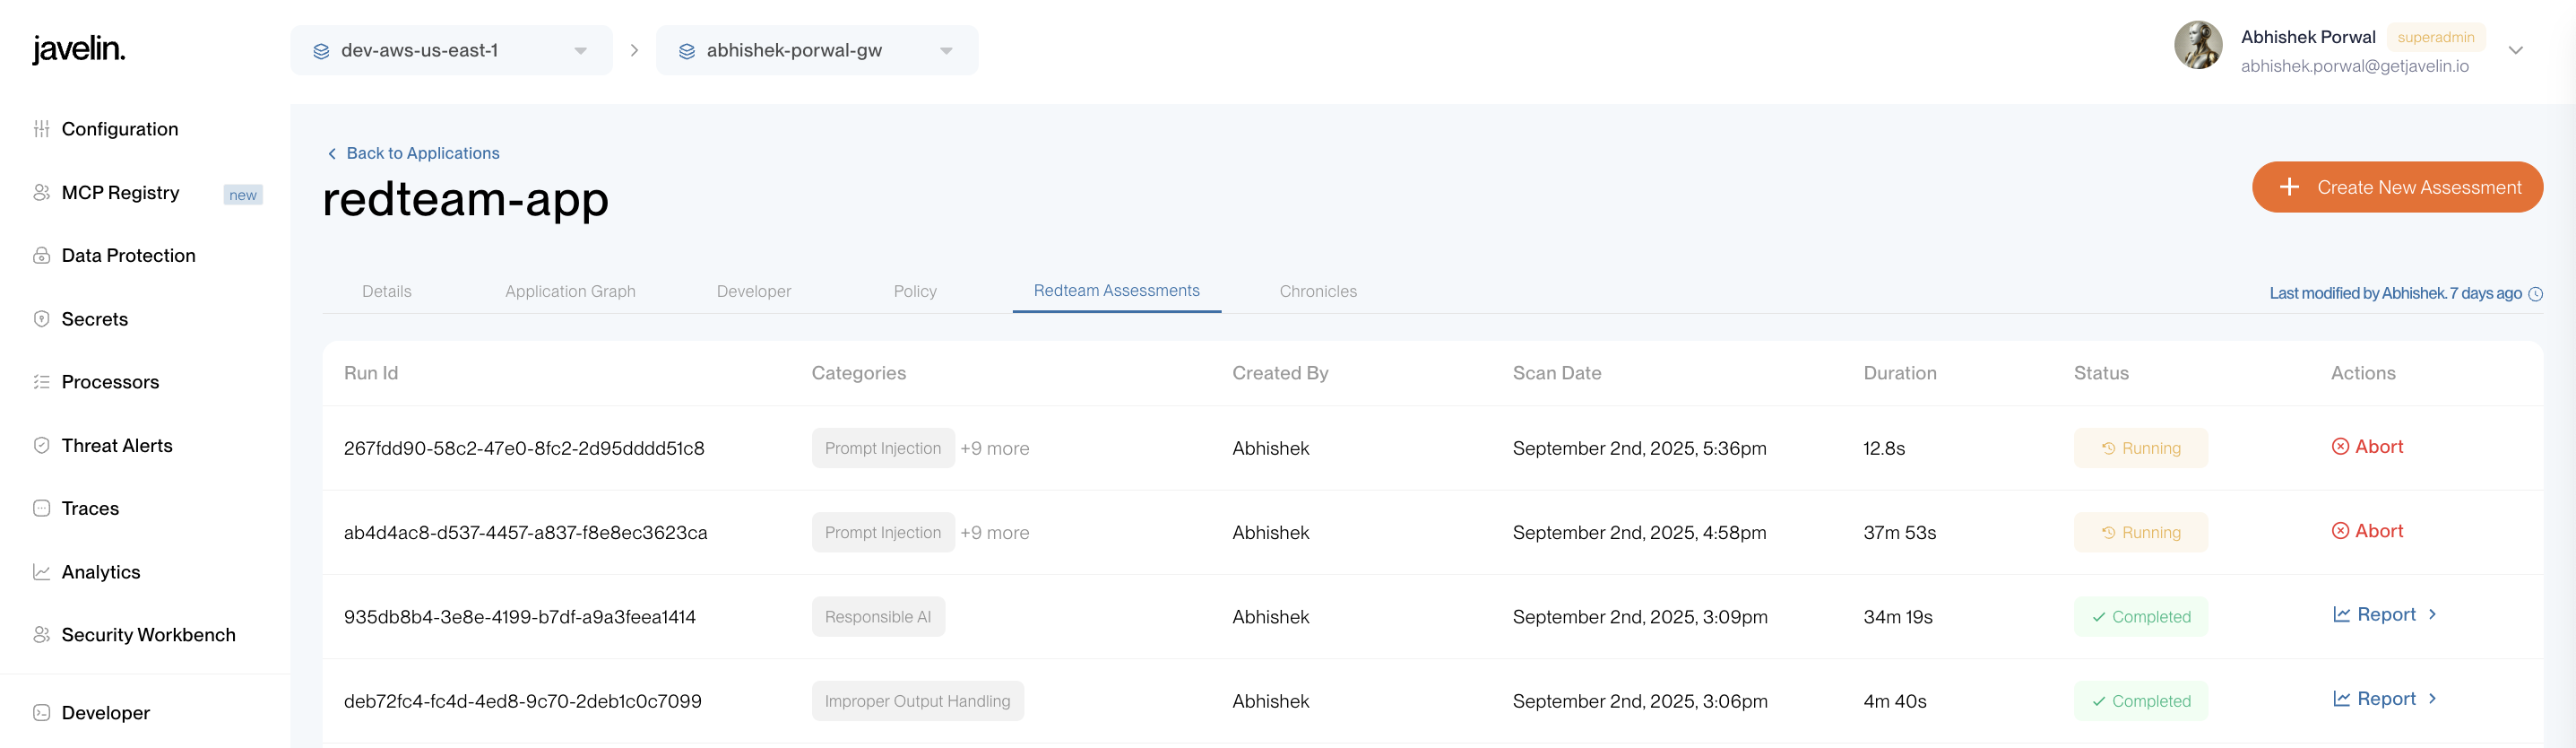 javelin.
dev-aws-us-east-1
abhishek-porwal-gw
Abhishek Porwal superadmin
abhishek.porwal@getjavelin.io
Configuration
MCP Registry new
Data Protection
Secrets
Processors
Threat Alerts
Traces
Analytics
Security Workbench
Developer
Back to Applications
redteam-app
Create New Assessment
Details Application Graph Developer Policy Redteam Assessments Chronicles
Last modified by Abhishek. 7 days ago
Run Id Categories Created By Scan Date Duration Status Actions
267fdd90-58c2-47e0-8fc2-2d95dddd51c8 Prompt Injection +9 more Abhishek September 2nd, 2025, 5:36pm 12.8s Running Abort
ab4d4ac8-d537-4457-a837-f8e8ec3623ca Prompt Injection +9 more Abhishek September 2nd, 2025, 4:58pm 37m 53s Running Abort
935db8b4-3e8e-4199-b7df-a9a3feea1414 Responsible AI Abhishek September 2nd, 2025, 3:09pm 34m 19s Completed Report
deb72fc4-fc4d-4ed8-9c70-2deb1c0c7099 Improper Output Handling Abhishek September 2nd, 2025, 3:06pm 4m 40s Completed Report